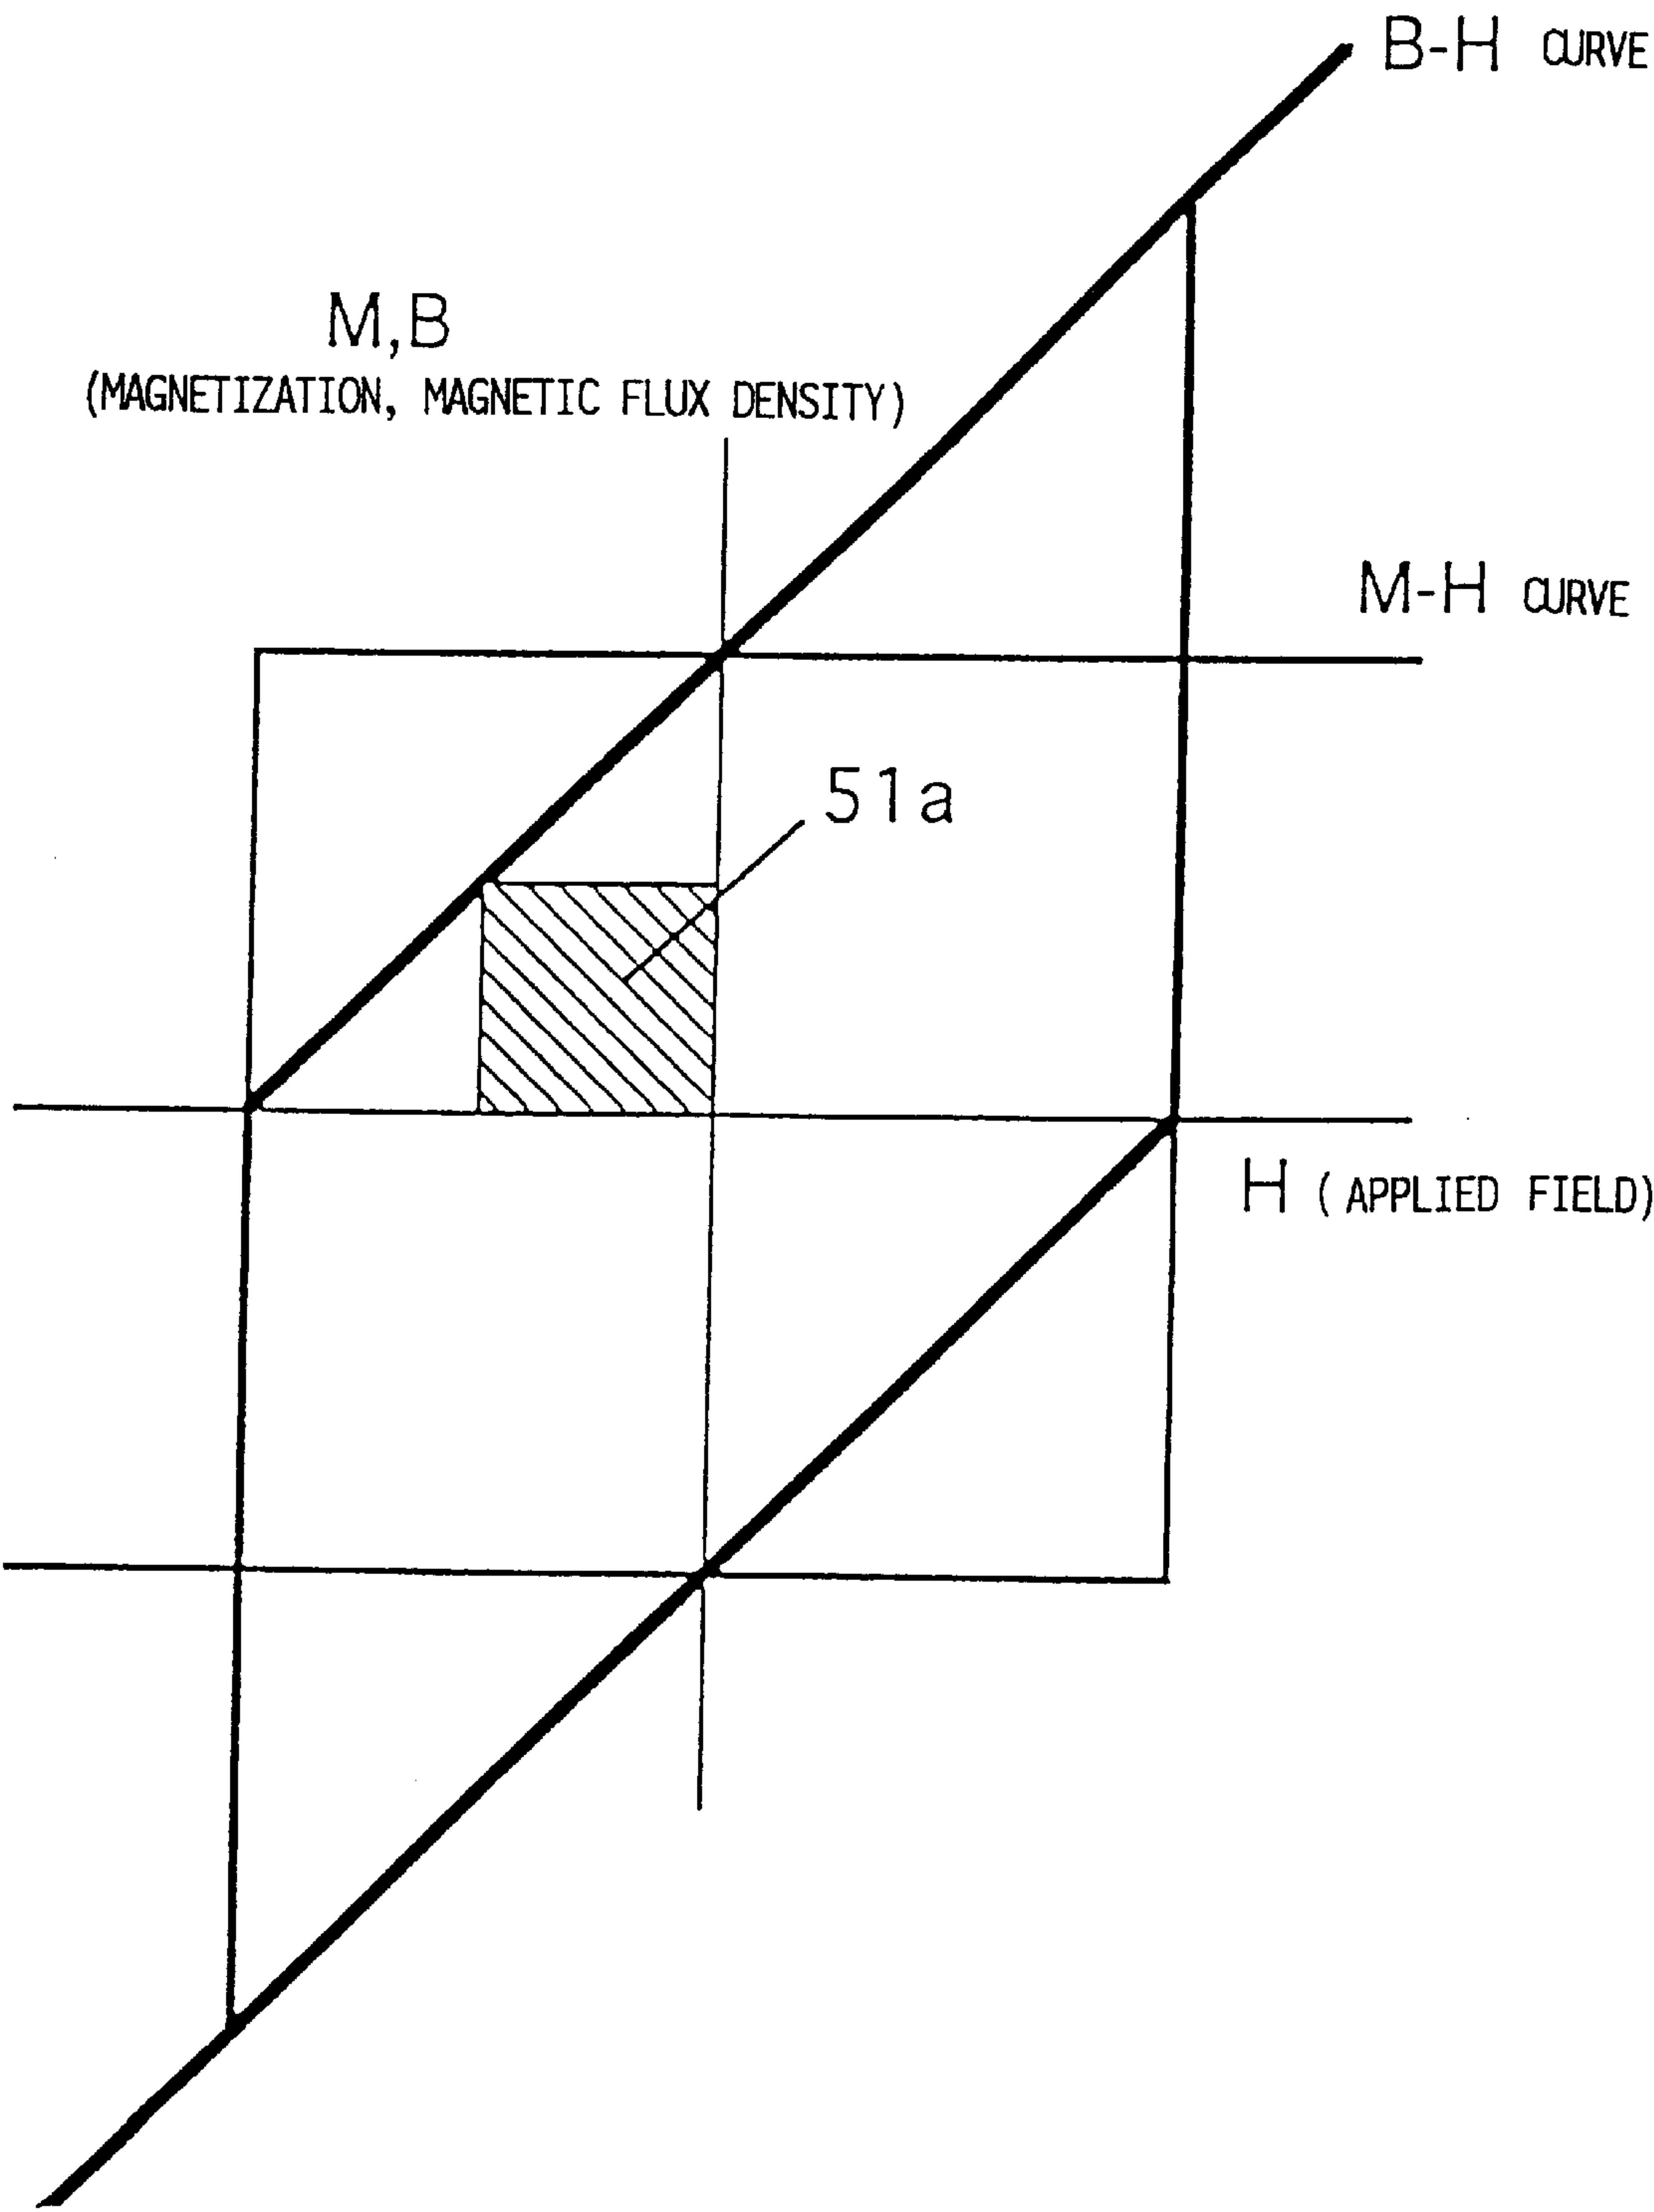 B-H CURVE
M,B
(MAGNETIZATION, MAGNETIC FLUX DENSITY)
M-H CURVE
51a
H (APPLIED FIELD)